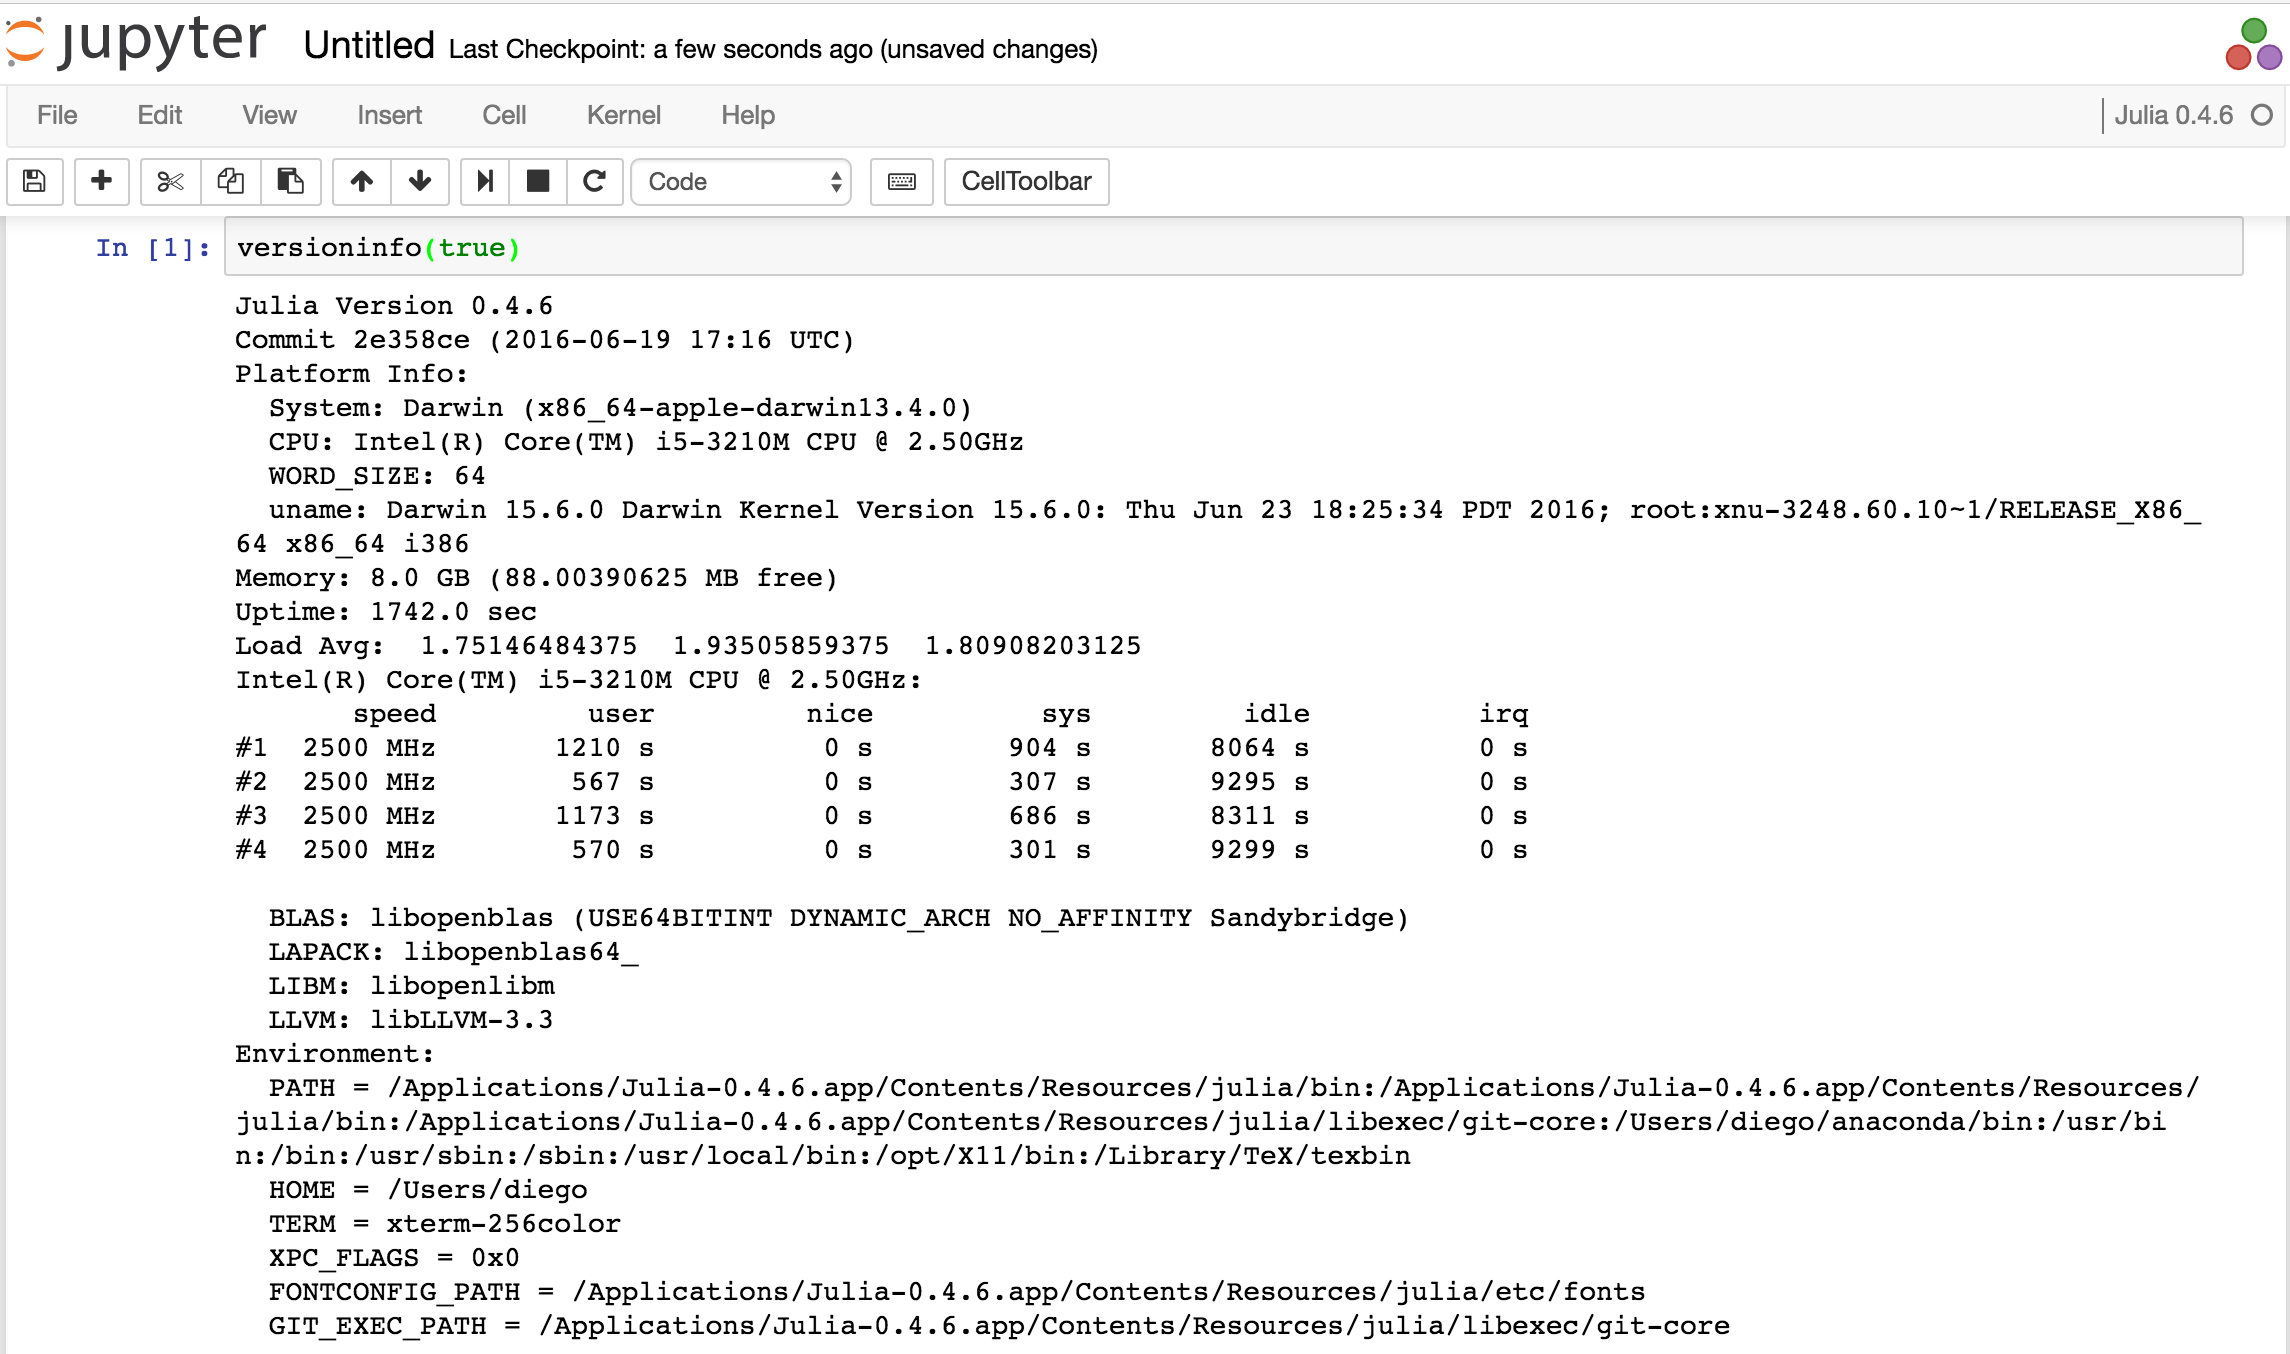 jupyter Untitled Last Checkpoint: a few seconds ago (unsaved changes)
File Edit View Insert Cell Kernel Help Julia 0.4.6
Code CellToolbar
In [1]: versioninfo(true)
Julia Version 0.4.6
Commit 2e358ce (2016-06-19 17:16 UTC)
Platform Info:
  System: Darwin (x86_64-apple-darwin13.4.0)
  CPU: Intel(R) Core(TM) i5-3210M CPU @ 2.50GHz
  WORD_SIZE: 64
  uname: Darwin 15.6.0 Darwin Kernel Version 15.6.0: Thu Jun 23 18:25:34 PDT 2016; root:xnu-3248.60.10~1/RELEASE_X86_
64 x86_64 i386
Memory: 8.0 GB (88.00390625 MB free)
Uptime: 1742.0 sec
Load Avg:  1.75146484375  1.93505859375  1.80908203125
Intel(R) Core(TM) i5-3210M CPU @ 2.50GHz:
       speed         user         nice          sys         idle          irq
#1  2500 MHz       1210 s          0 s        904 s       8064 s          0 s
#2  2500 MHz        567 s          0 s        307 s       9295 s          0 s
#3  2500 MHz       1173 s          0 s        686 s       8311 s          0 s
#4  2500 MHz        570 s          0 s        301 s       9299 s          0 s
  BLAS: libopenblas (USE64BITINT DYNAMIC_ARCH NO_AFFINITY Sandybridge)
  LAPACK: libopenblas64_
  LIBM: libopenlibm
  LLVM: libLLVM-3.3
Environment:
  PATH = /Applications/Julia-0.4.6.app/Contents/Resources/julia/bin:/Applications/Julia-0.4.6.app/Contents/Resources/
julia/bin:/Applications/Julia-0.4.6.app/Contents/Resources/julia/libexec/git-core:/Users/diego/anaconda/bin:/usr/bi
n:/bin:/usr/sbin:/sbin:/usr/local/bin:/opt/X11/bin:/Library/TeX/texbin
  HOME = /Users/diego
  TERM = xterm-256color
  XPC_FLAGS = 0x0
  FONTCONFIG_PATH = /Applications/Julia-0.4.6.app/Contents/Resources/julia/etc/fonts
  GIT_EXEC_PATH = /Applications/Julia-0.4.6.app/Contents/Resources/julia/libexec/git-core